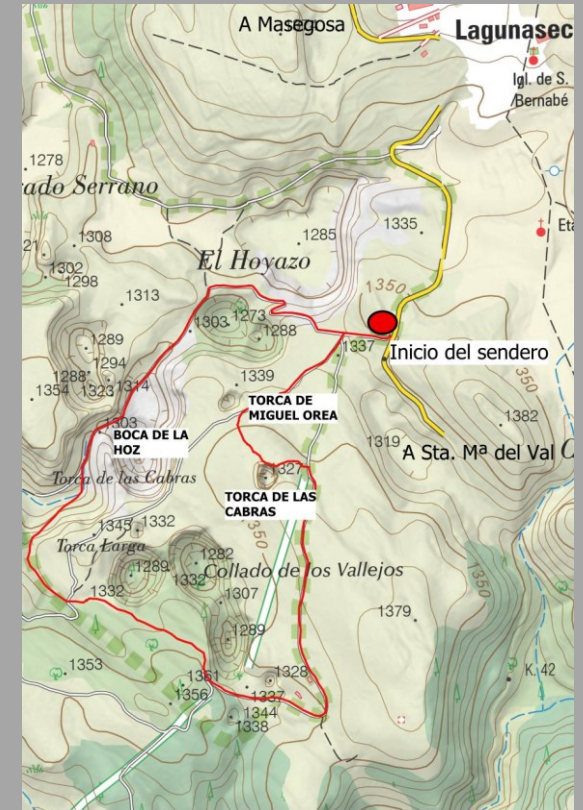 A Masegosa
Lagunasec
Igl. de S.
Bernabé
1278
ado Serrano
1335
1285
1308
El Hoyazo
1302
1298
1313
1350
1303
1273
1288
1289
1337
Inicio del sendero
1294
1288
1354
1323
1314
1339
TORCA DE
MIGUEL OREA
350
1382
1303
BOCA DE LA
HOZ
1319
A Sta. Mª del Val
Torca de las Cabras
1327
TORCA DE LAS
CABRAS
1345
1332
1350
Torca Larga
1282
1289
1332
Collado de los Vallejos
1350
1332
1307
1379
1289
1353
1328
K. 42
1351
1356
1337
1344
1338